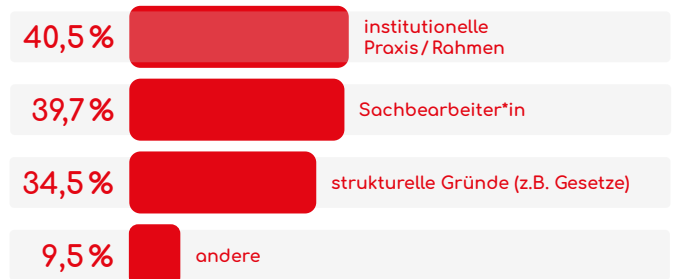 40,5 % institutionelle
Praxis / Rahmen
39,7 % Sachbearbeiter*in
34,5 % strukturelle Gründe (z.B. Gesetze)
9,5 % andere